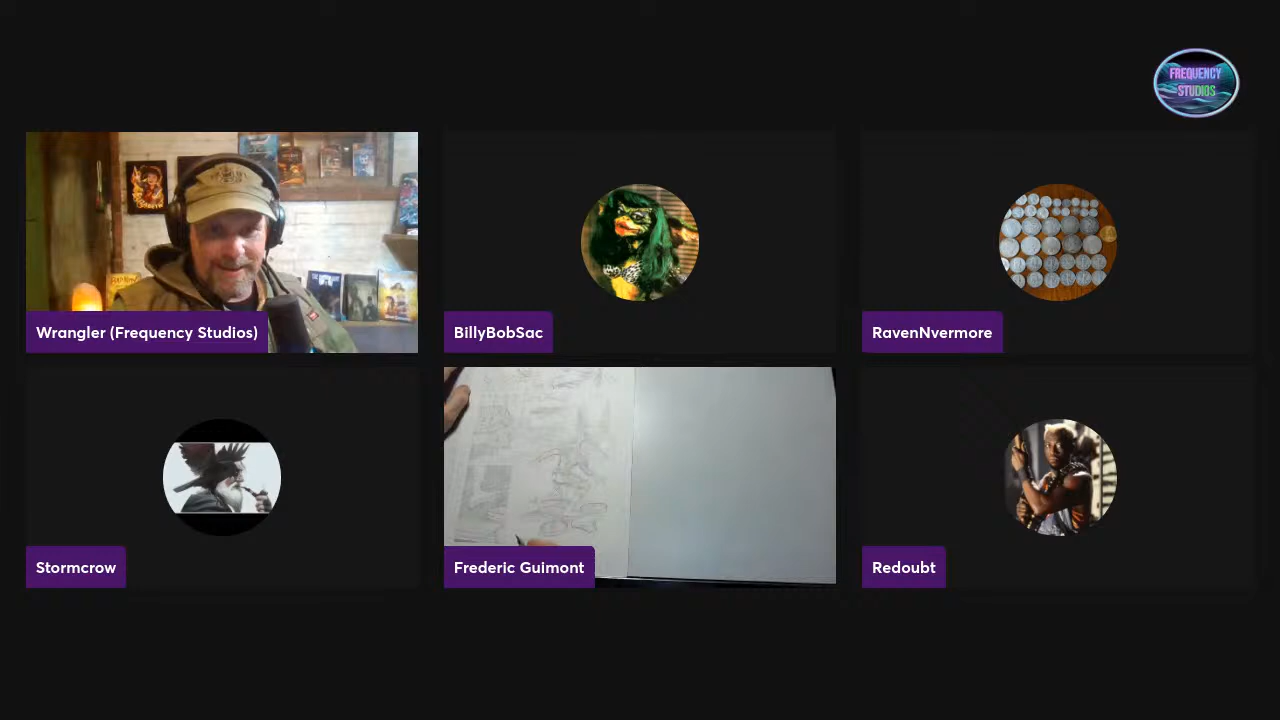 FREQUENCY
STUDIOS
Wrangler (Frequency Studios)
BillyBobSac
RavenNvermore
Stormcrow
Frederic Guimont
Redoubt